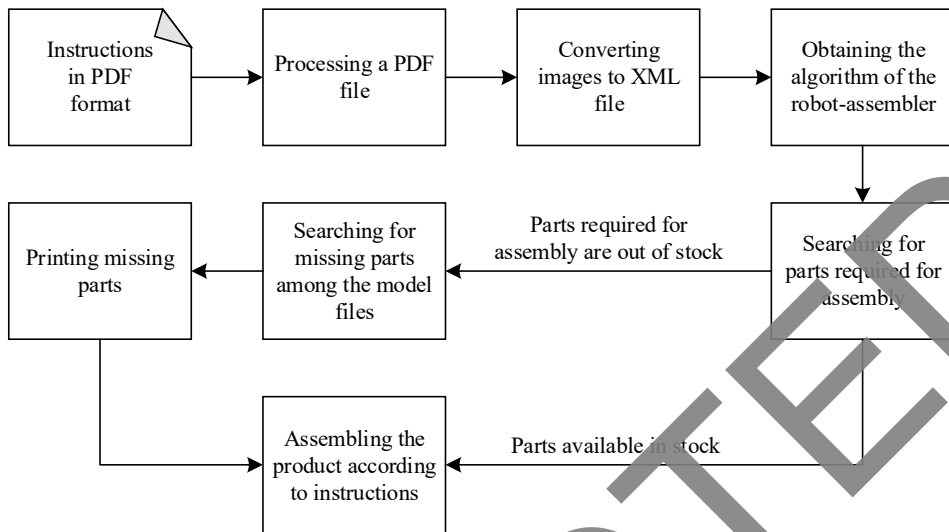 Instructions
in PDF
format
Processing a PDF
file
Converting
images to XML
file
Obtaining the
algorithm of the
robot-assembler
Printing missing
parts
Searching for
missing parts
among the model
files
Parts required for
assembly are out of stock
Searching for
parts required for
assembly
Assembling the
product according
to instructions
Parts available in stock